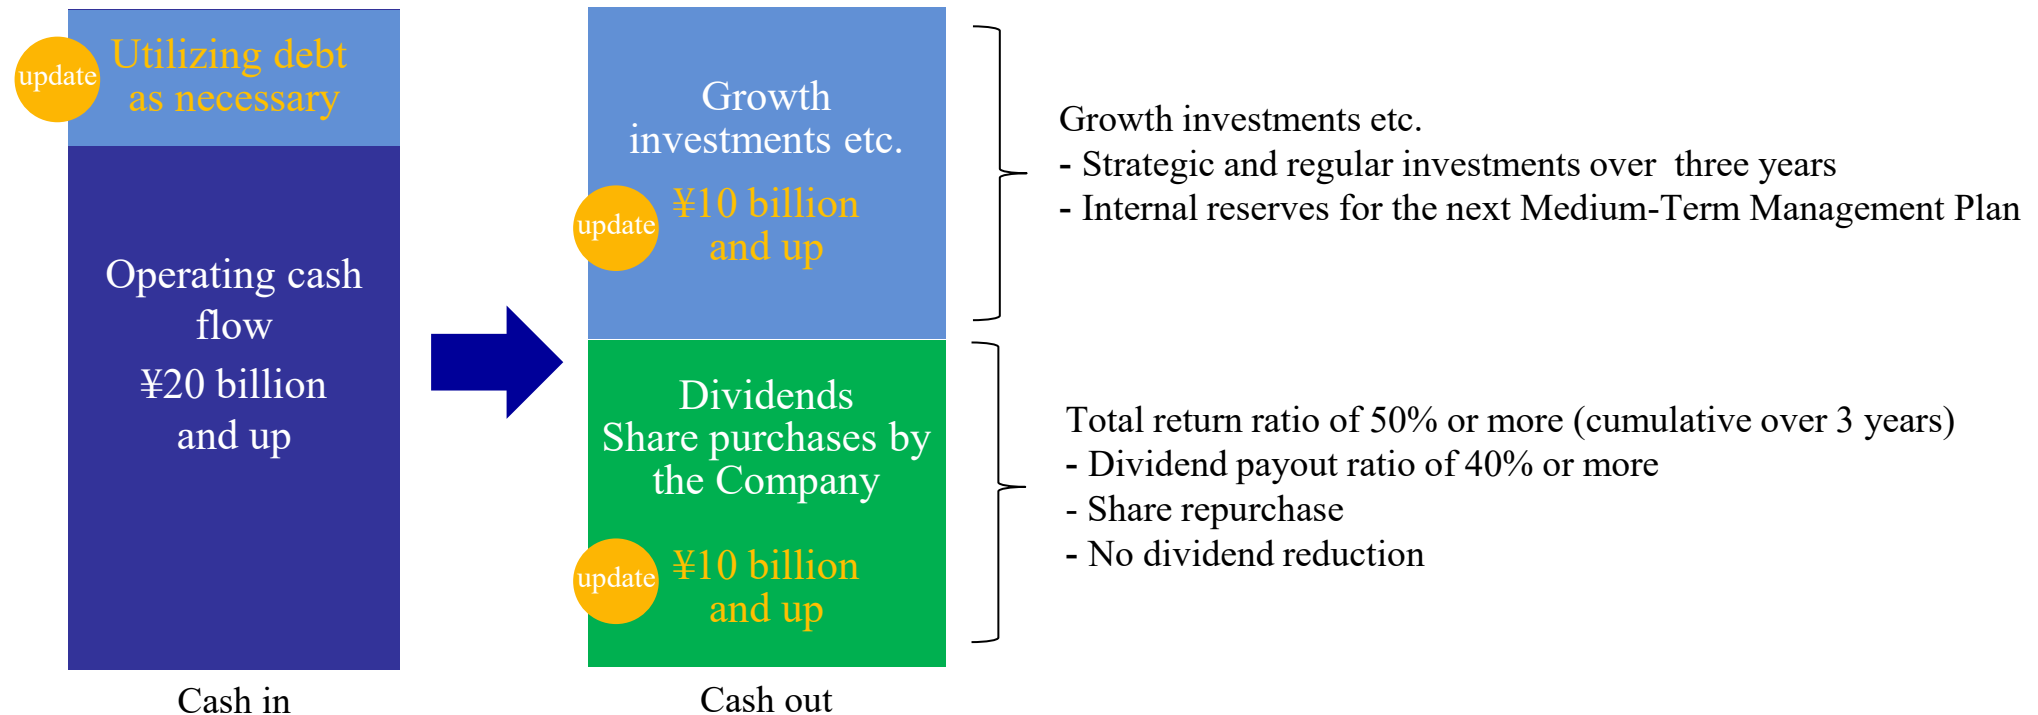 update
Utilizing debt
as necessary
Operating cash
flow
¥20 billion
and up
Cash in
Growth
investments etc.
update
¥10 billion
and up
Dividends
Share purchases by
the Company
update
¥10 billion
and up
Cash out
Growth investments etc.
- Strategic and regular investments over three years
- Internal reserves for the next Medium-Term Management Plan
Total return ratio of 50% or more (cumulative over 3 years)
- Dividend payout ratio of 40% or more
- Share repurchase
- No dividend reduction